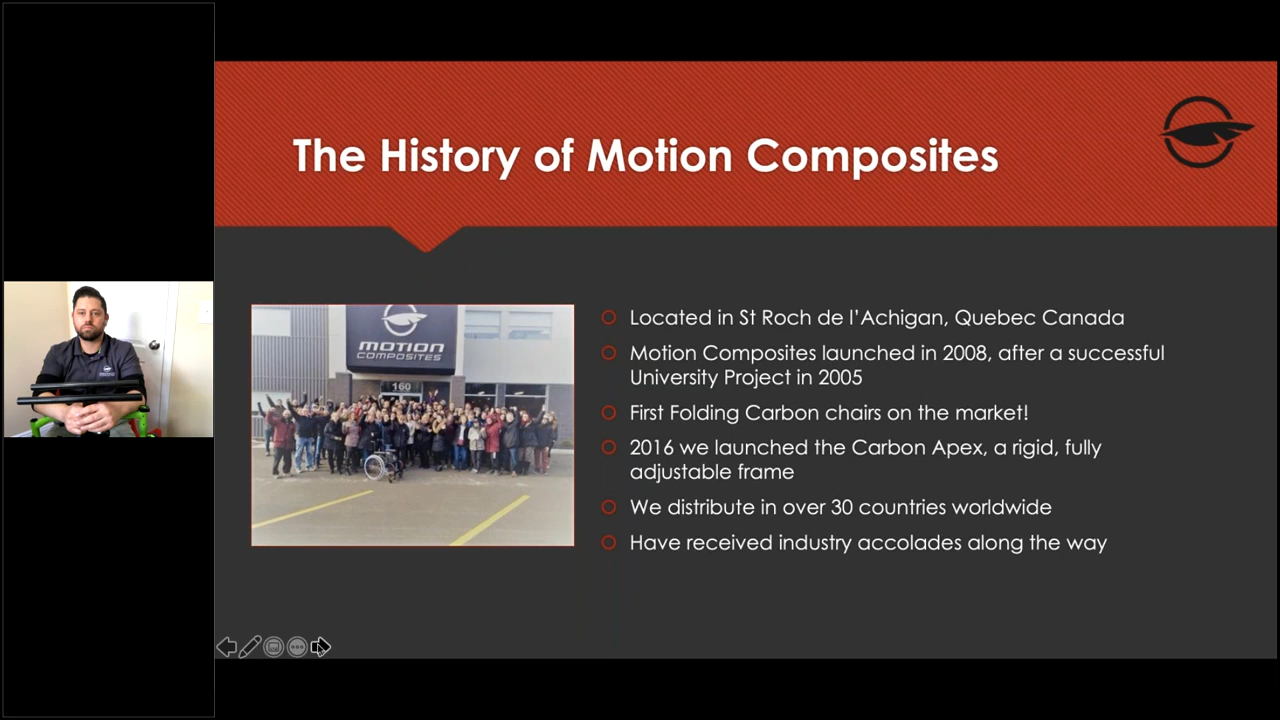 The History of Motion Composites
MOTION
COMPOSITES
160
Located in St Roch de l'Achigan, Quebec Canada
Motion Composites launched in 2008, after a successful
University Project in 2005
First Folding Carbon chairs on the market!
2016 we launched the Carbon Apex, a rigid, fully
adjustable frame
We distribute in over 30 countries worldwide
Have received industry accolades along the way